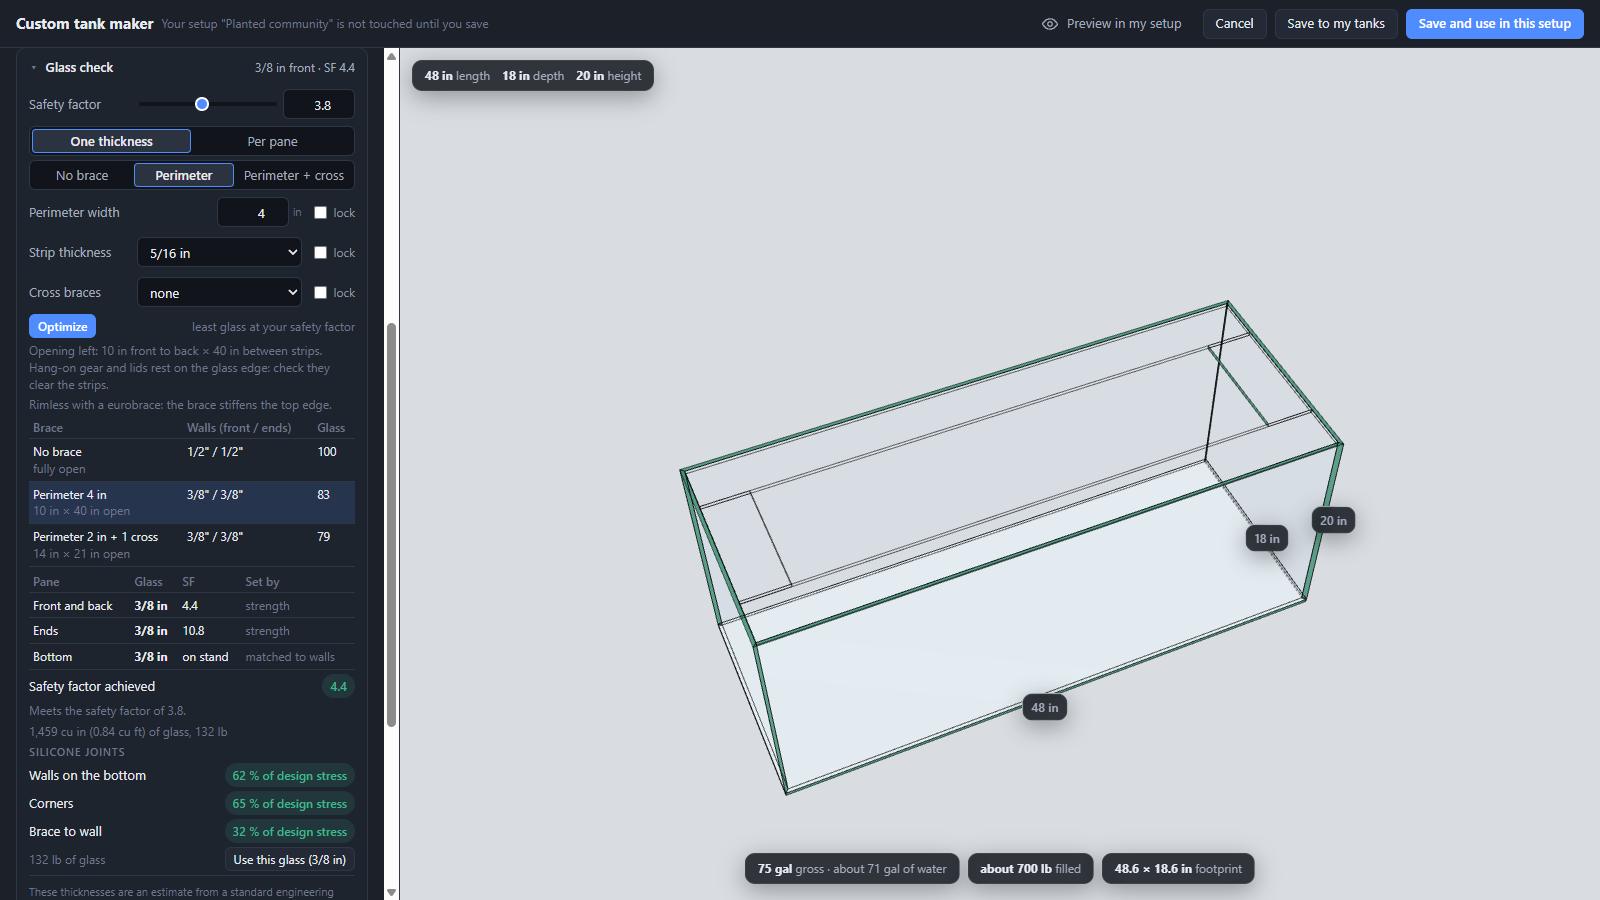 Custom tank maker Your setup "Planted community" is not touched until you save
Preview in my setup
Cancel
Save to my tanks
Save and use in this setup
Glass check 3/8 in front · SF 4.4
Safety factor 3.8
One thickness Per pane
No brace Perimeter Perimeter + cross
Perimeter width 4 in lock
Strip thickness 5/16 in lock
Cross braces none lock
Optimize least glass at your safety factor
Opening left: 10 in front to back × 40 in between strips.
Hang-on gear and lids rest on the glass edge: check they
clear the strips.
Rimless with a eurobrace: the brace stiffens the top edge.
Brace Walls (front / ends) Glass
No brace 1/2" / 1/2" 100
fully open
Perimeter 4 in 3/8" / 3/8" 83
10 in × 40 in open
Perimeter 2 in + 1 cross 3/8" / 3/8" 79
14 in × 21 in open
Pane Glass SF Set by
Front and back 3/8 in 4.4 strength
Ends 3/8 in 10.8 strength
Bottom 3/8 in on stand matched to walls
Safety factor achieved 4.4
Meets the safety factor of 3.8.
1,459 cu in (0.84 cu ft) of glass, 132 lb
SILICONE JOINTS
Walls on the bottom 62 % of design stress
Corners 65 % of design stress
Brace to wall 32 % of design stress
132 lb of glass Use this glass (3/8 in)
These thicknesses are an estimate from a standard engineering
48 in length 18 in depth 20 in height
20 in
18 in
48 in
75 gal gross · about 71 gal of water
about 700 lb filled
48.6 × 18.6 in footprint